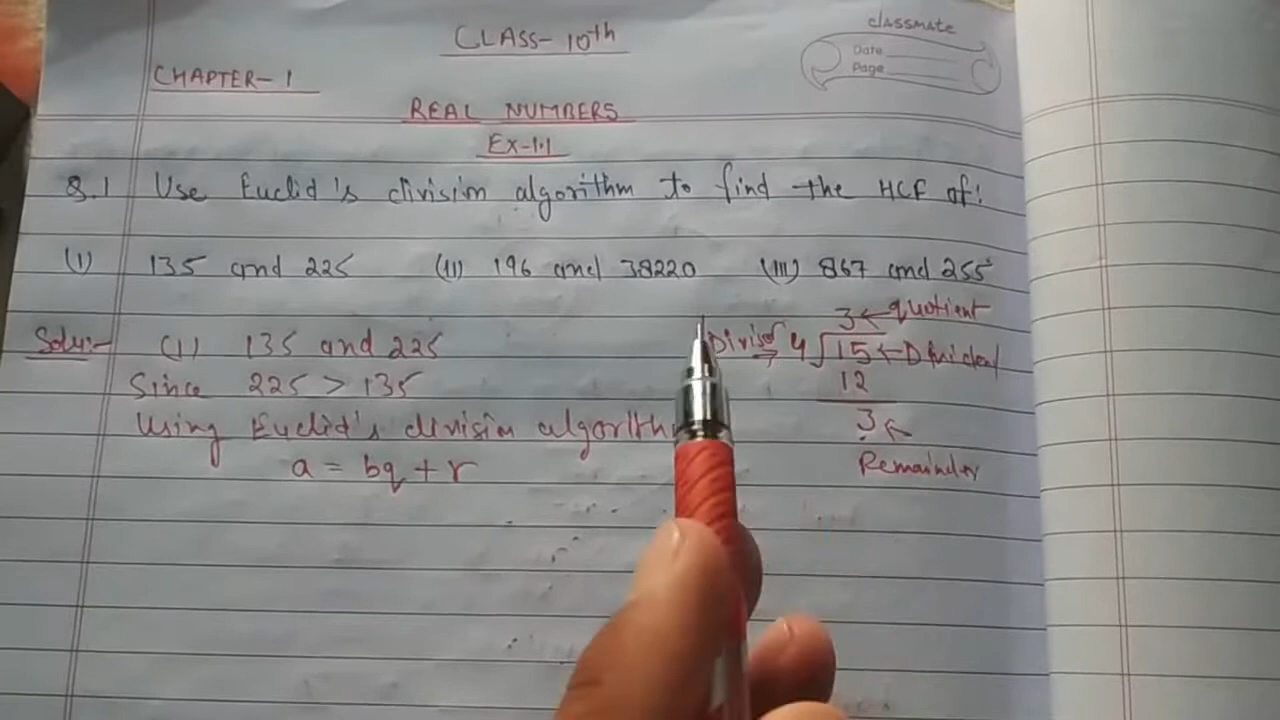 CLASS- 10th
classmate
Date
Page
CHAPTER- 1
REAL NUMBERS
Ex-1.1
Q.1 Use Euclid's division algorithm to find the HCF of:
(I) 135 and 225 (II) 196 and 38220 (III) 867 and 255
3 ← quotient
Soln:- (I) 135 and 225
Divisor → 4 √15 ← Dividend
Since 225 > 135
12
Using Euclid's division algorithm
3 ←
a = bq + r
Remainder